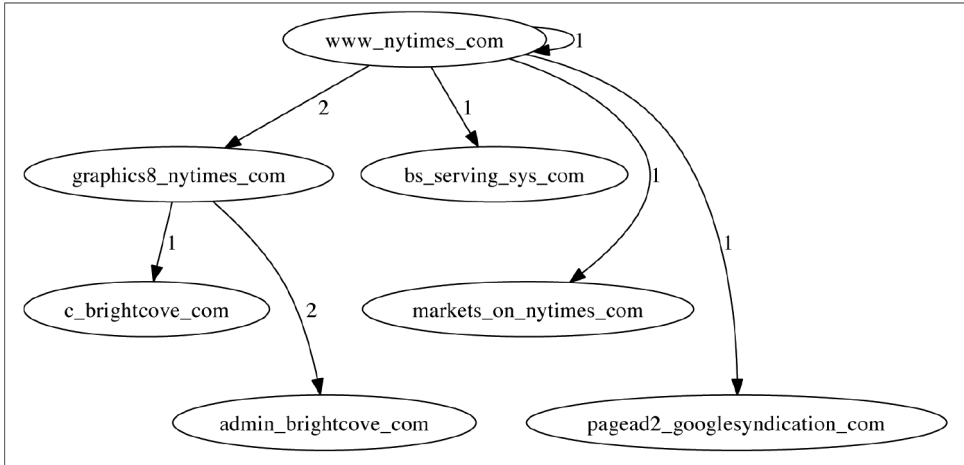 www_nytimes_com
1
2
1
graphics8_nytimes_com
bs_serving_sys_com
1
1
1
c_brightcove_com
2
markets_on_nytimes_com
admin_brightcove_com
pagead2_googlesyndication_com